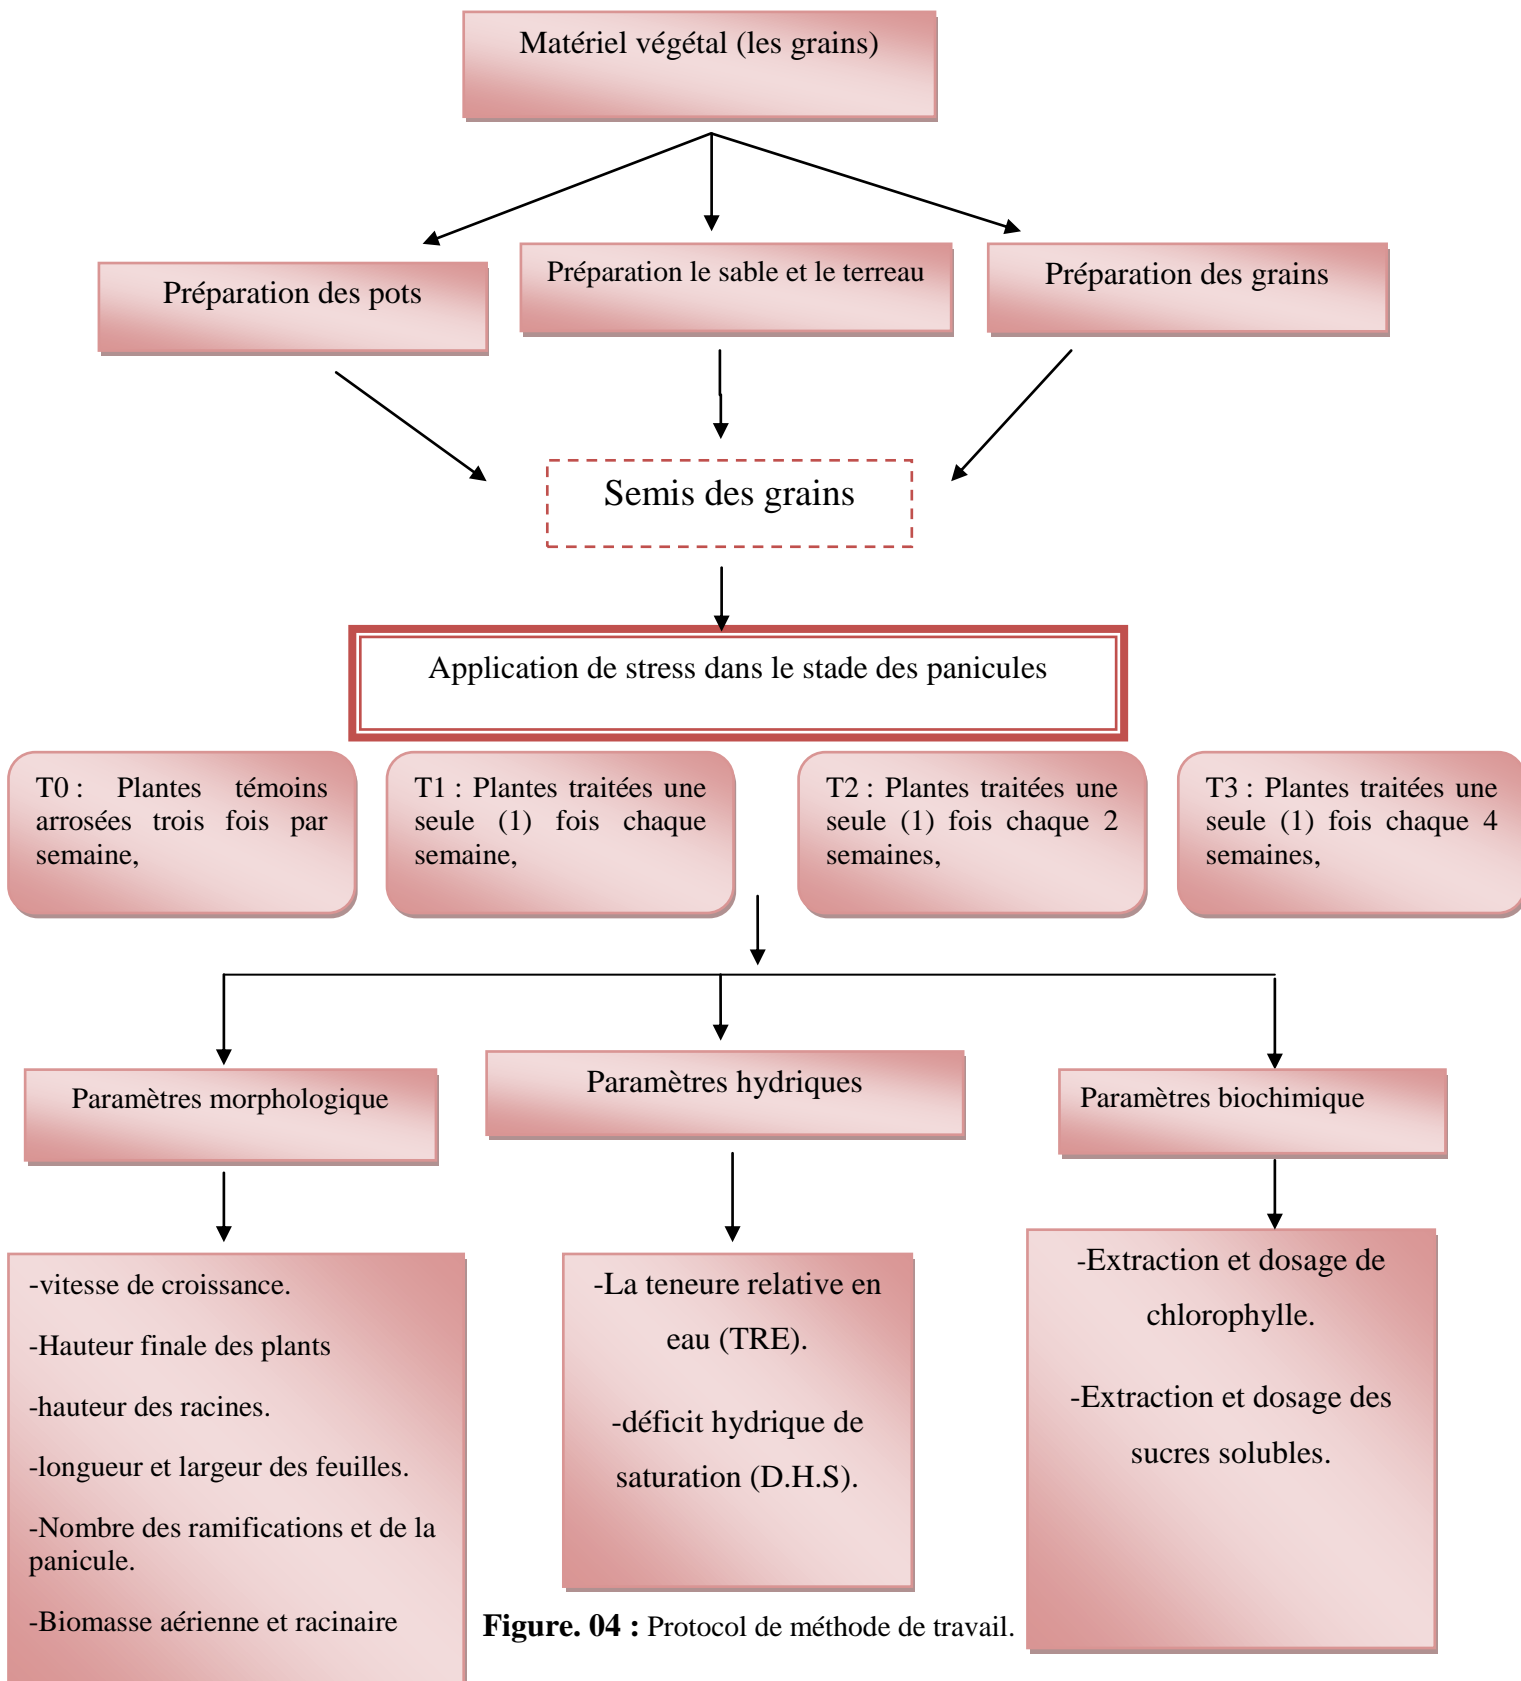 Matériel végétal (les grains)
Préparation des pots
Préparation le sable et le terreau
Préparation des grains
Semis des grains
Application de stress dans le stade des panicules
T0 : Plantes témoins
arrosées trois fois par
semaine,
T1 : Plantes traitées une
seule (1) fois chaque
semaine,
T2 : Plantes traitées une
seule (1) fois chaque 2
semaines,
T3 : Plantes traitées une
seule (1) fois chaque 4
semaines,
Paramètres morphologique
Paramètres hydriques
Paramètres biochimique
-vitesse de croissance.
-Hauteur finale des plants
-hauteur des racines.
-longueur et largeur des feuilles.
-Nombre des ramifications et de la
panicule.
-Biomasse aérienne et racinaire
-La teneure relative en
eau (TRE).
-déficit hydrique de
saturation (D.H.S).
-Extraction et dosage de
chlorophylle.
-Extraction et dosage des
sucres solubles.
Figure. 04 : Protocol de méthode de travail.